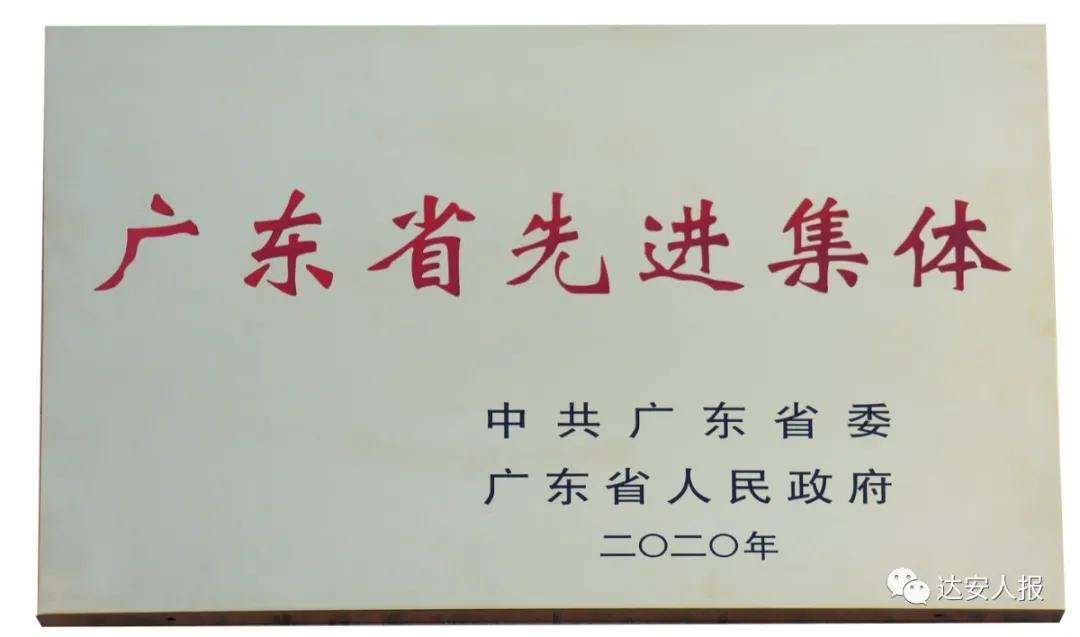 广东省先进集体
中共广东省委
广东省人民政府
二〇二〇年
达安人报